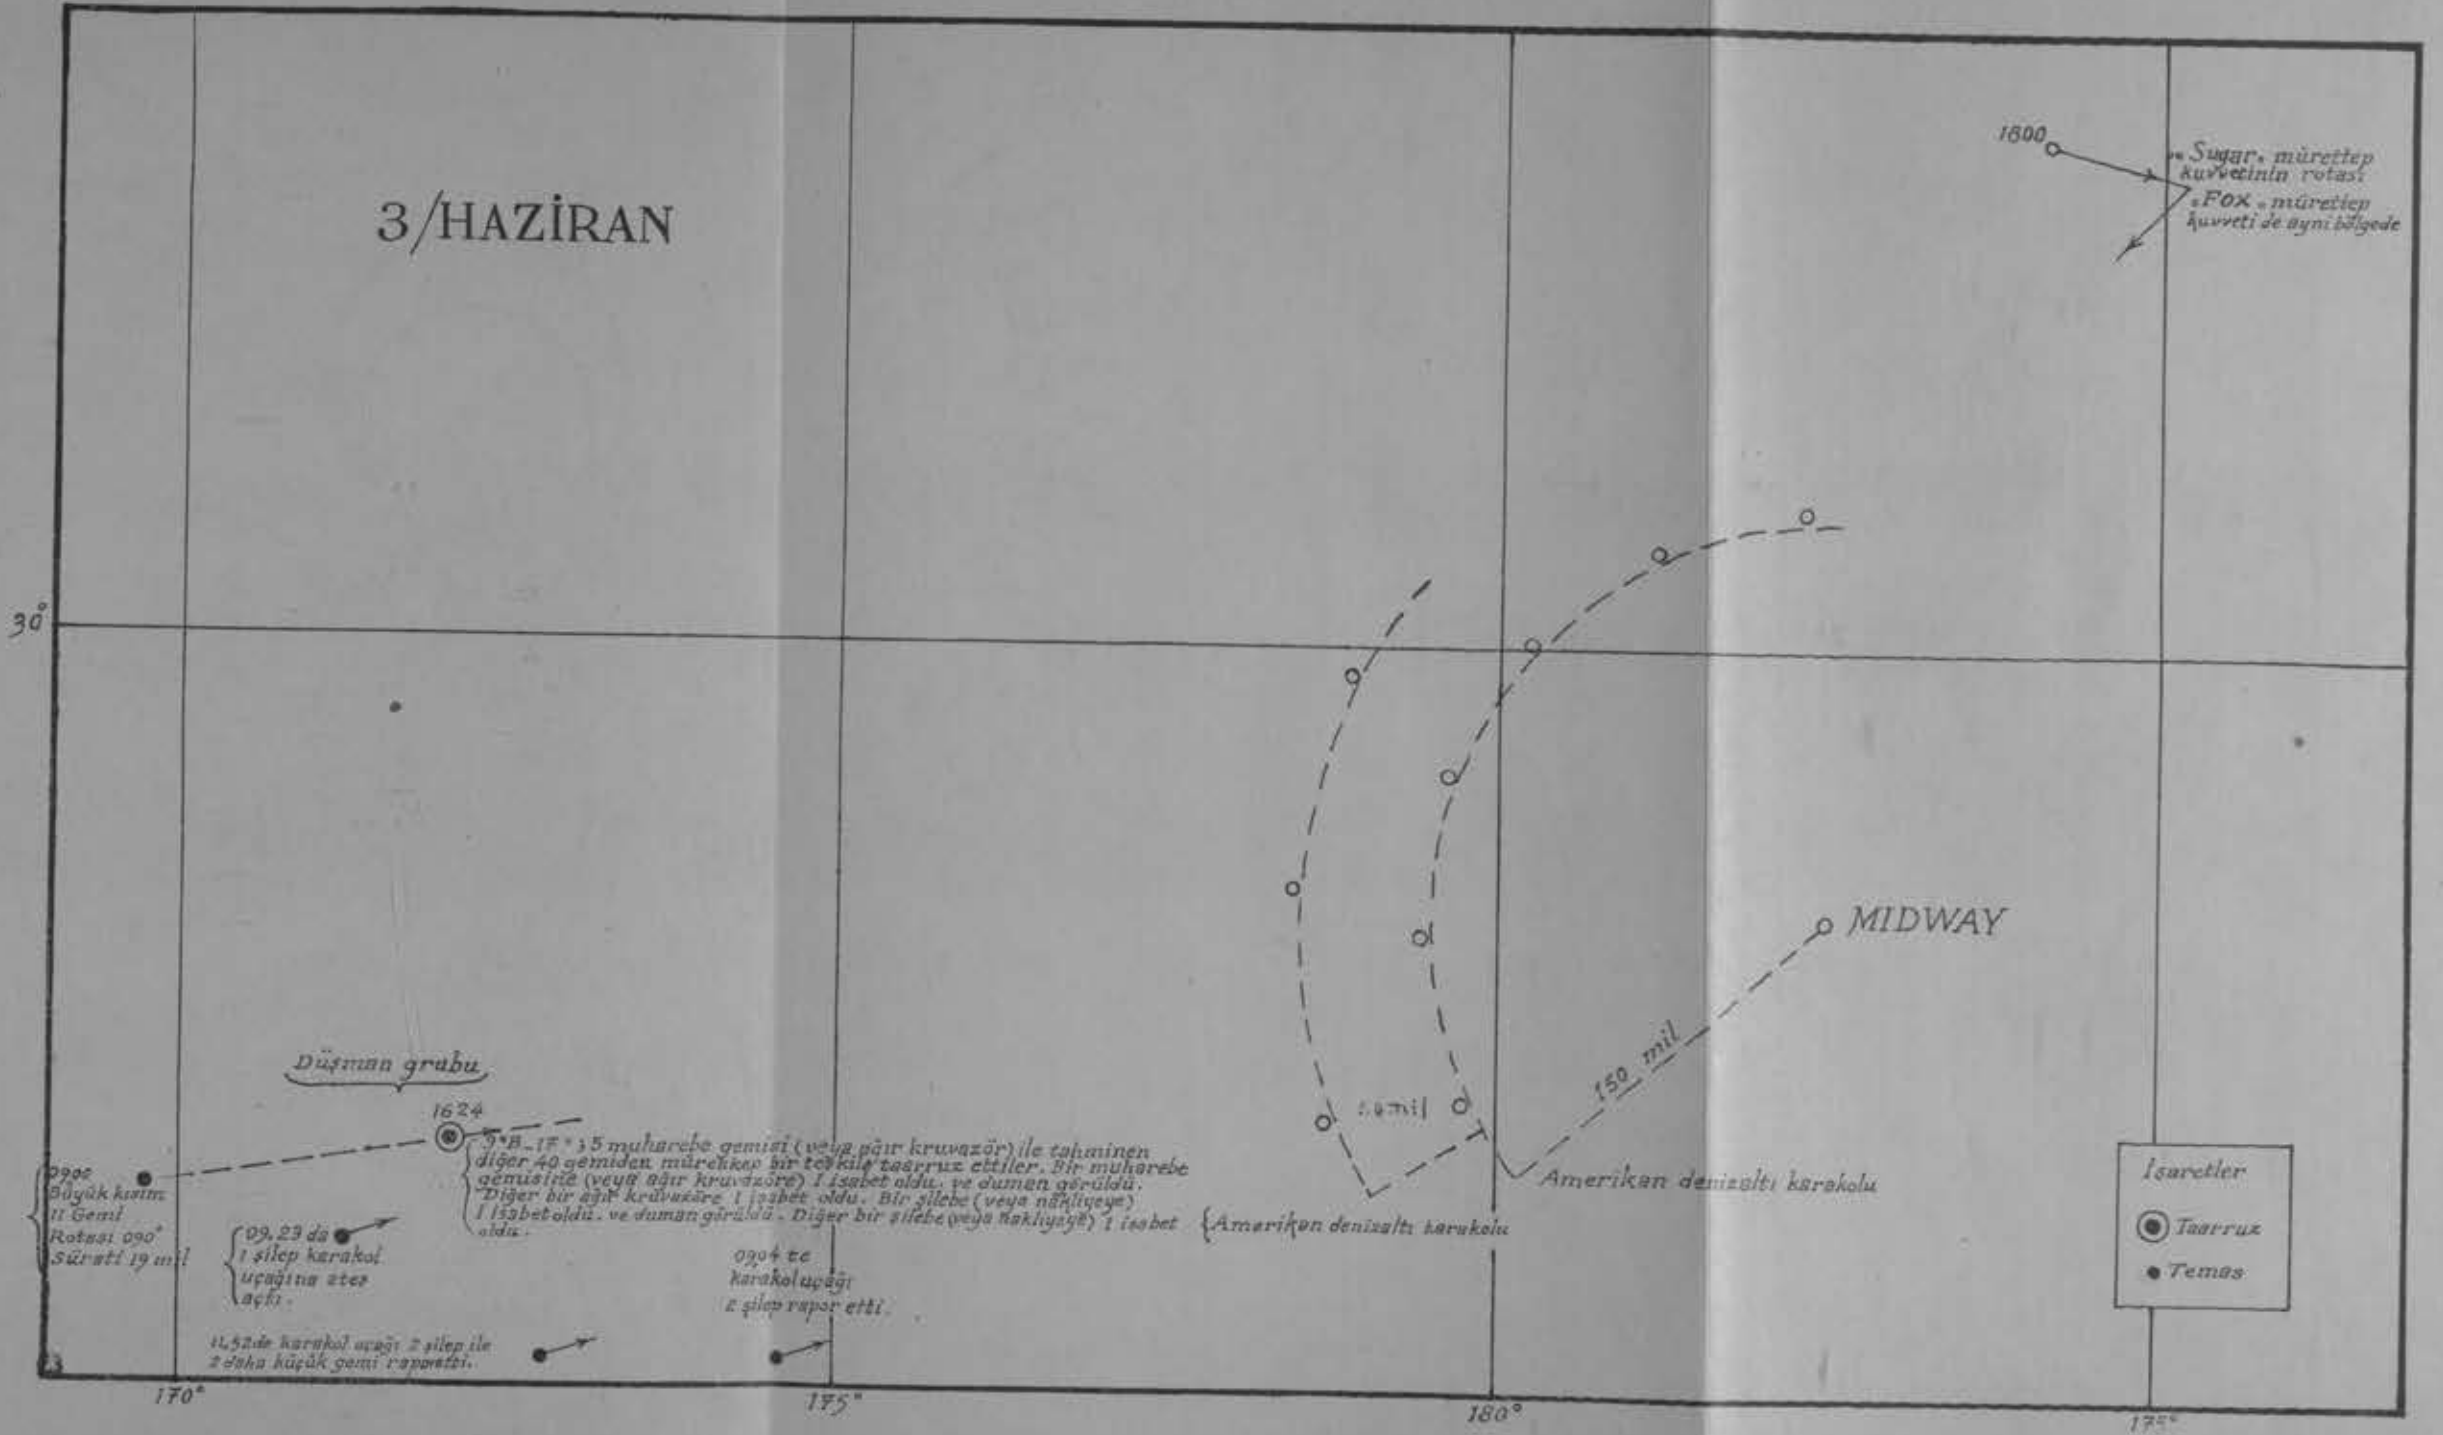 3/HAZİRAN
1800
"Sugar" mürettep
kuvvetinin rotası
"Fox" mürettep
kuvveti de ayni bölgede
30°
MIDWAY
150 mil
Düşman grubu
1624
9 "B-17"; 5 muharebe gemisi (veya ağır kruvazör) ile tahminen
diğer 40 gemiden mürekkep bir teşkile taarruz ettiler. Bir muharebe
gemisine (veya ağır kruvazöre) 1 isabet oldu. ve duman görüldü.
Diğer bir ağır kruvazöre 1 isabet oldu. Bir şilebe (veya nakliyeye)
1 isabet oldu. ve duman görüldü. Diğer bir şilebe (veya nakliyeye) 1 isabet
oldu.
Amerikan denizaltı karakolu
Amerikan denizaltı karakolu
mil
Büyük kısım
11 Gemi
Rotası 090°
Sürati 19 mil
09.23 da
1 şilep karakol
uçağına ateş
açtı.
0904 te
karakol uçağı
2 şilep rapor etti.
11.52 de karakol uçağı 2 şilep ile
2 daha küçük gemi rapor etti.
İşaretler
Taarruz
Temas
170°
175°
180°
175°